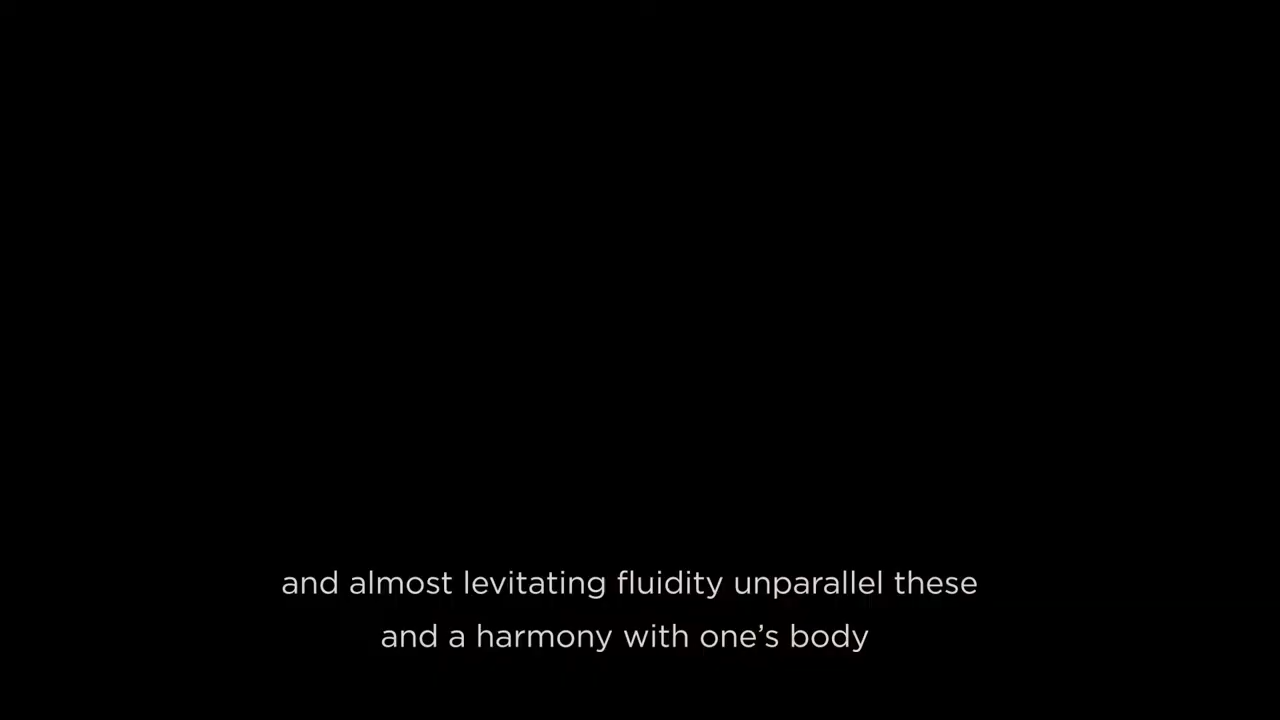 and almost levitating fluidity unparallel these
and a harmony with one’s body